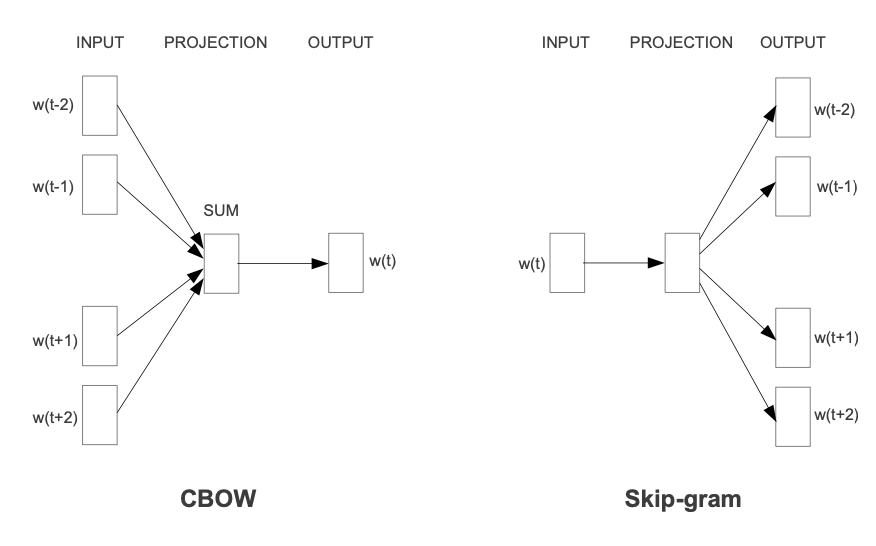 INPUT PROJECTION OUTPUT
w(t-2)
w(t-1)
SUM
w(t)
w(t+1)
w(t+2)
CBOW
INPUT PROJECTION OUTPUT
w(t-2)
w(t-1)
w(t)
w(t+1)
w(t+2)
Skip-gram